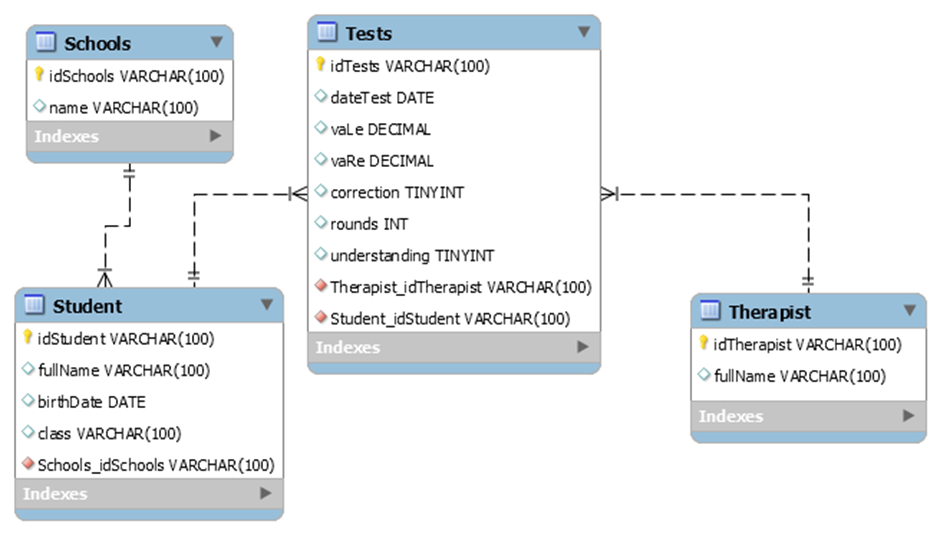 Schools
idSchools VARCHAR(100)
name VARCHAR(100)
Indexes
Tests
idTests VARCHAR(100)
dateTest DATE
vaLe DECIMAL
vaRe DECIMAL
correction TINYINT
rounds INT
understanding TINYINT
Therapist_idTherapist VARCHAR(100)
Student_idStudent VARCHAR(100)
Indexes
Student
idStudent VARCHAR(100)
fullName VARCHAR(100)
birthDate DATE
class VARCHAR(100)
Schools_idSchools VARCHAR(100)
Indexes
Therapist
idTherapist VARCHAR(100)
fullName VARCHAR(100)
Indexes